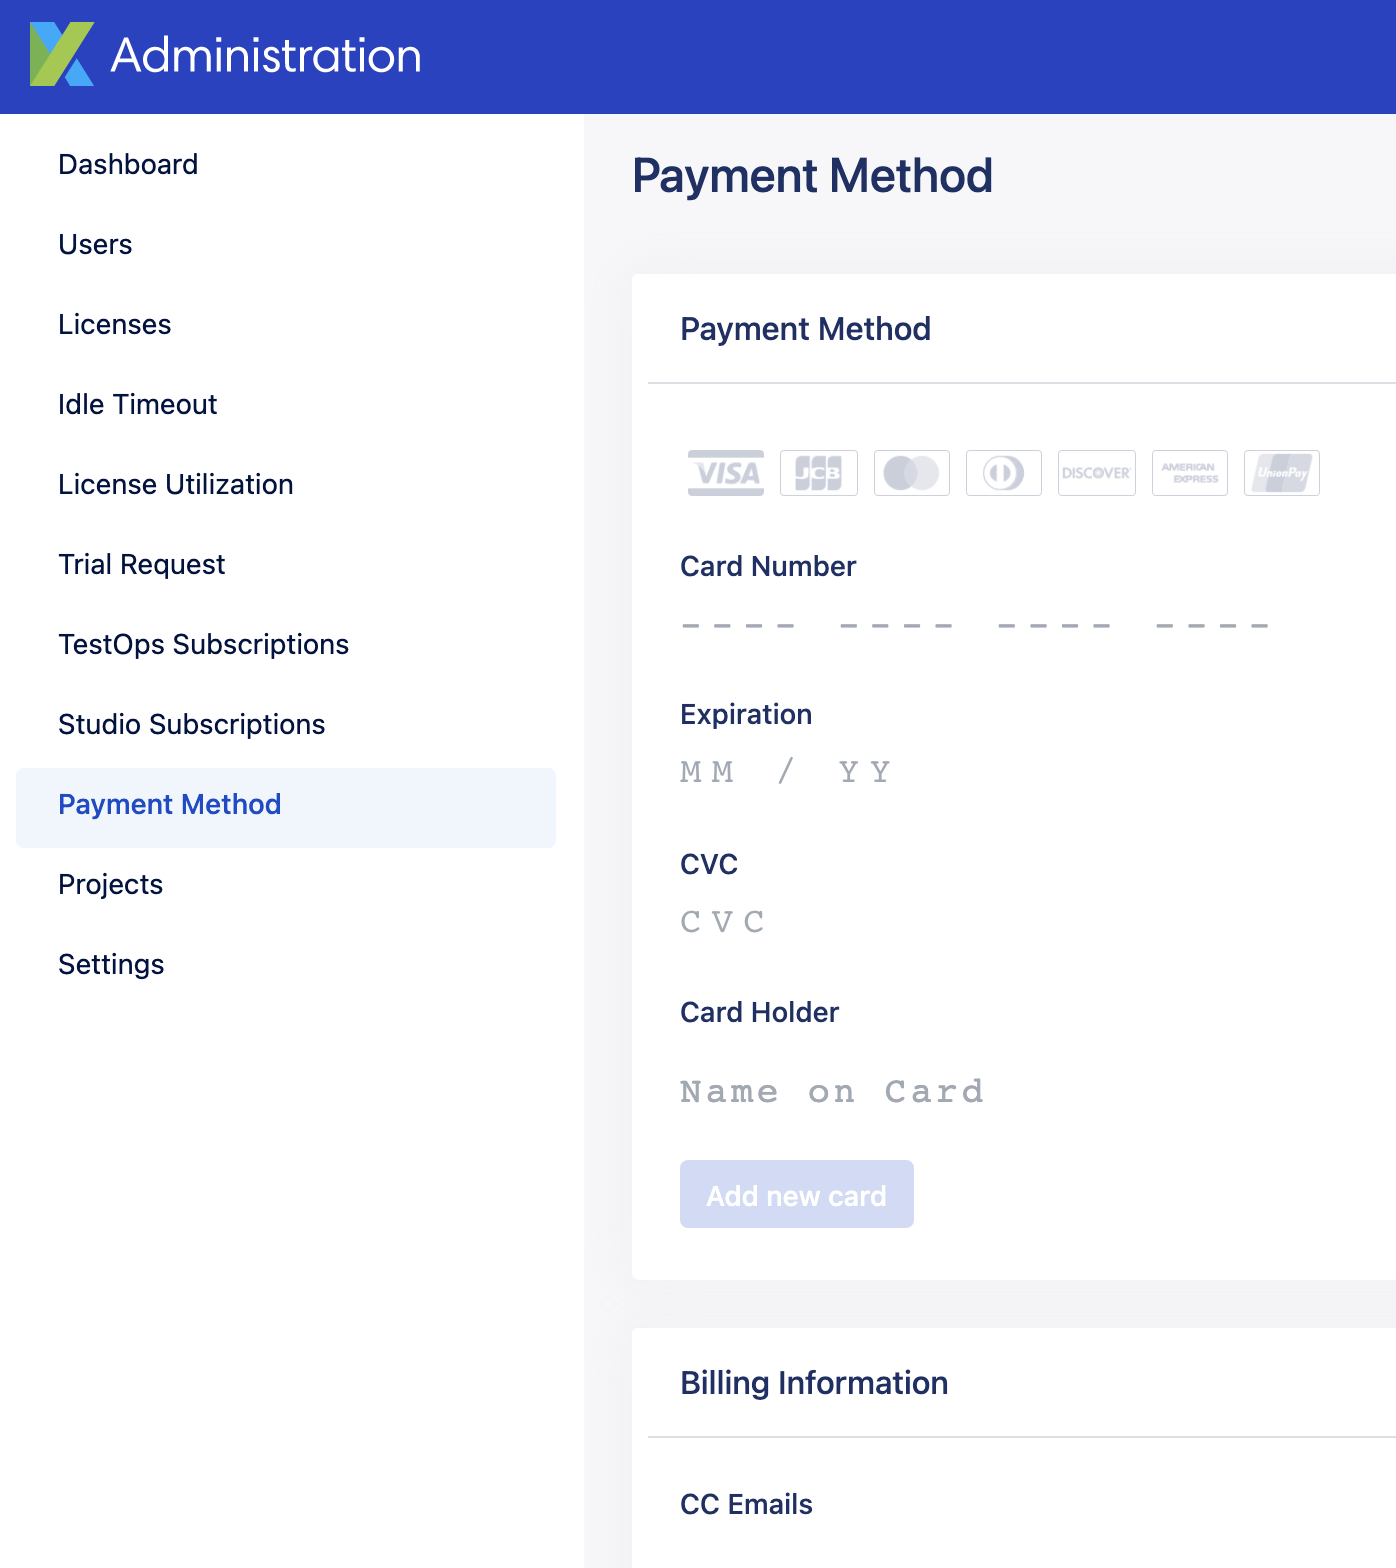 Administration
Dashboard
Users
Licenses
Idle Timeout
License Utilization
Trial Request
TestOps Subscriptions
Studio Subscriptions
Payment Method
Projects
Settings
Payment Method
Payment Method
VISA JCB DISCOVER AMERICAN EXPRESS UnionPay
Card Number
---- ---- ---- ----
Expiration
MM / YY
CVC
CVC
Card Holder
Name on Card
Add new card
Billing Information
CC Emails